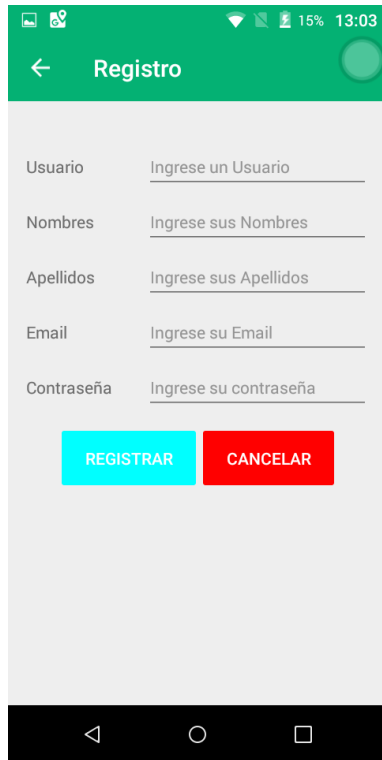 15% 13:03
Registro
Usuario Ingrese un Usuario
Nombres Ingrese sus Nombres
Apellidos Ingrese sus Apellidos
Email Ingrese su Email
Contraseña Ingrese su contraseña
REGISTRAR CANCELAR